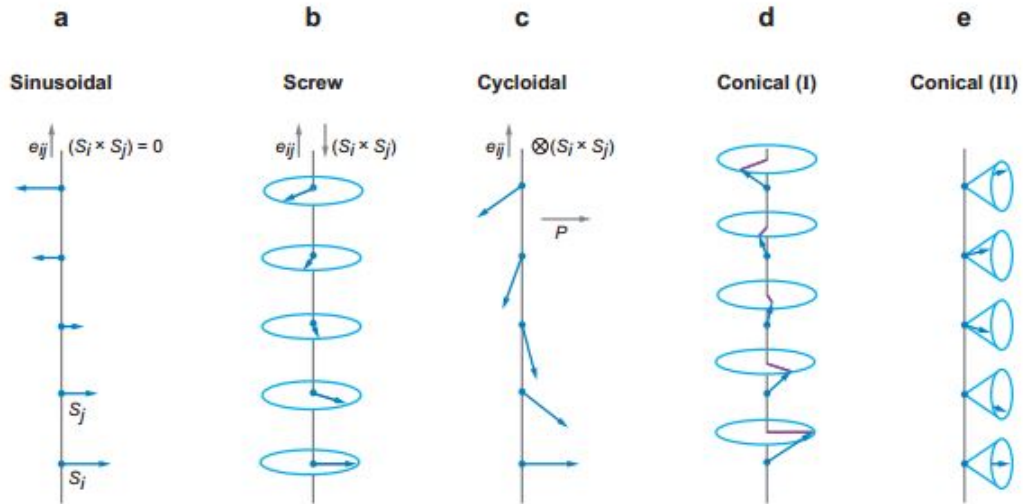 a b c d e
Sinusoidal Screw Cycloidal Conical (I) Conical (II)
eij (Si × Sj) = 0 eij (Si × Sj) eij ⊗(Si × Sj)
P
Sj
Si